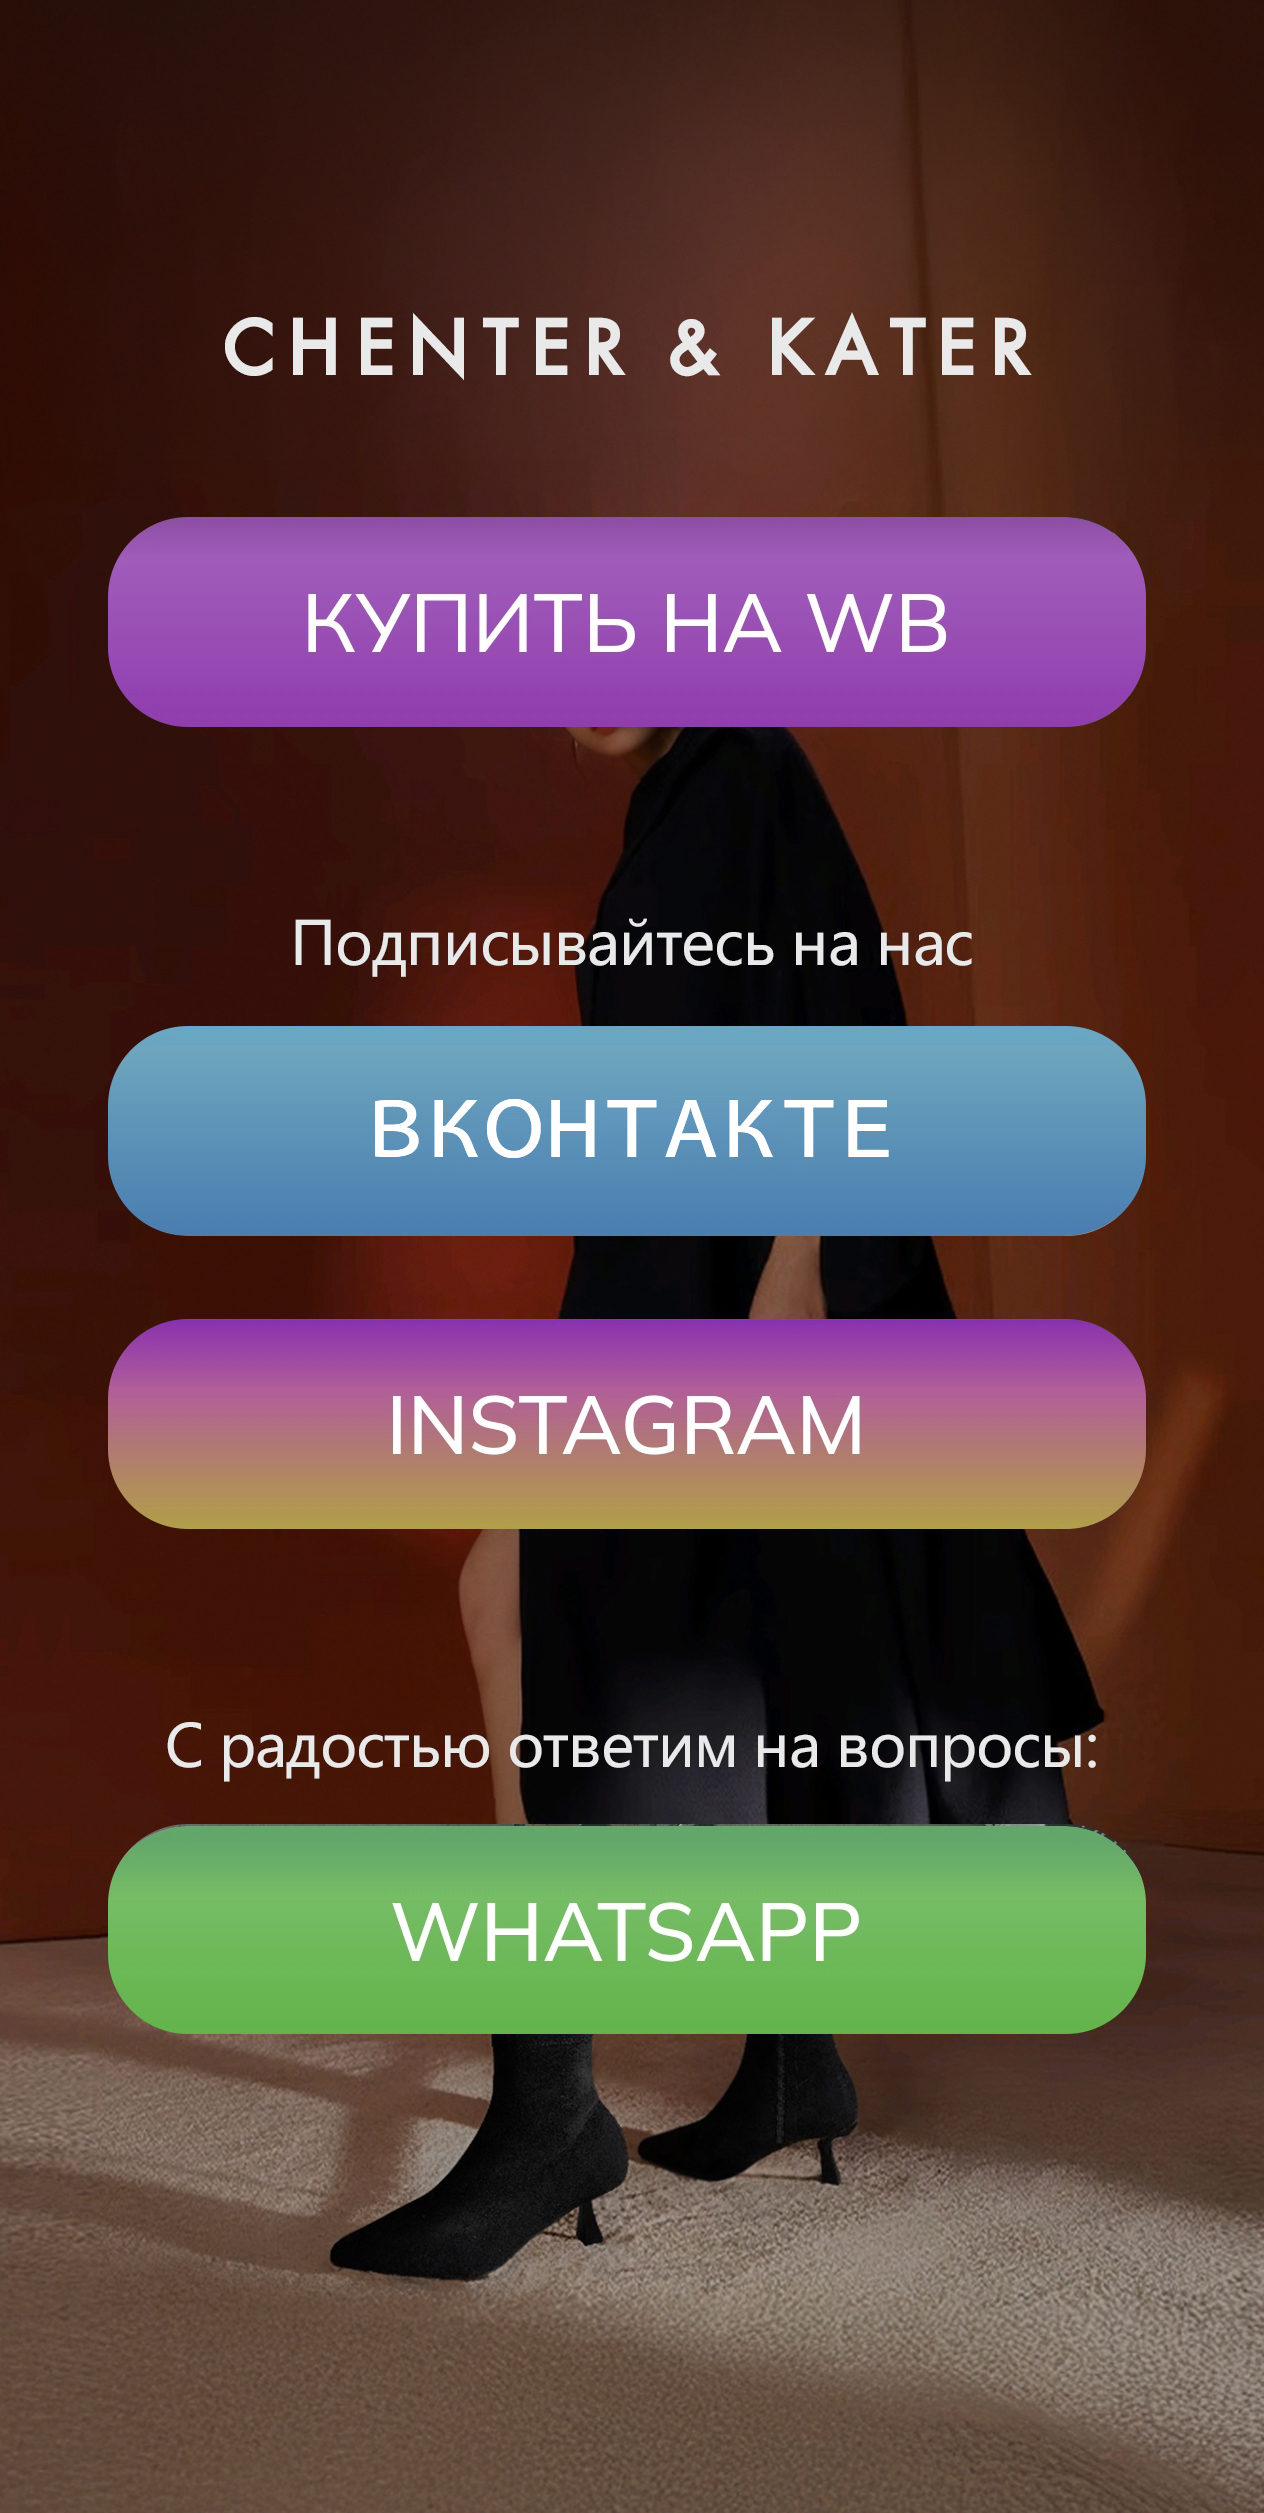 CHENTER & KATER
КУПИТЬ НА WB
Подписывайтесь на нас
ВКОНТАКТЕ
INSTAGRAM
С радостью ответим на вопросы:
WHATSAPP